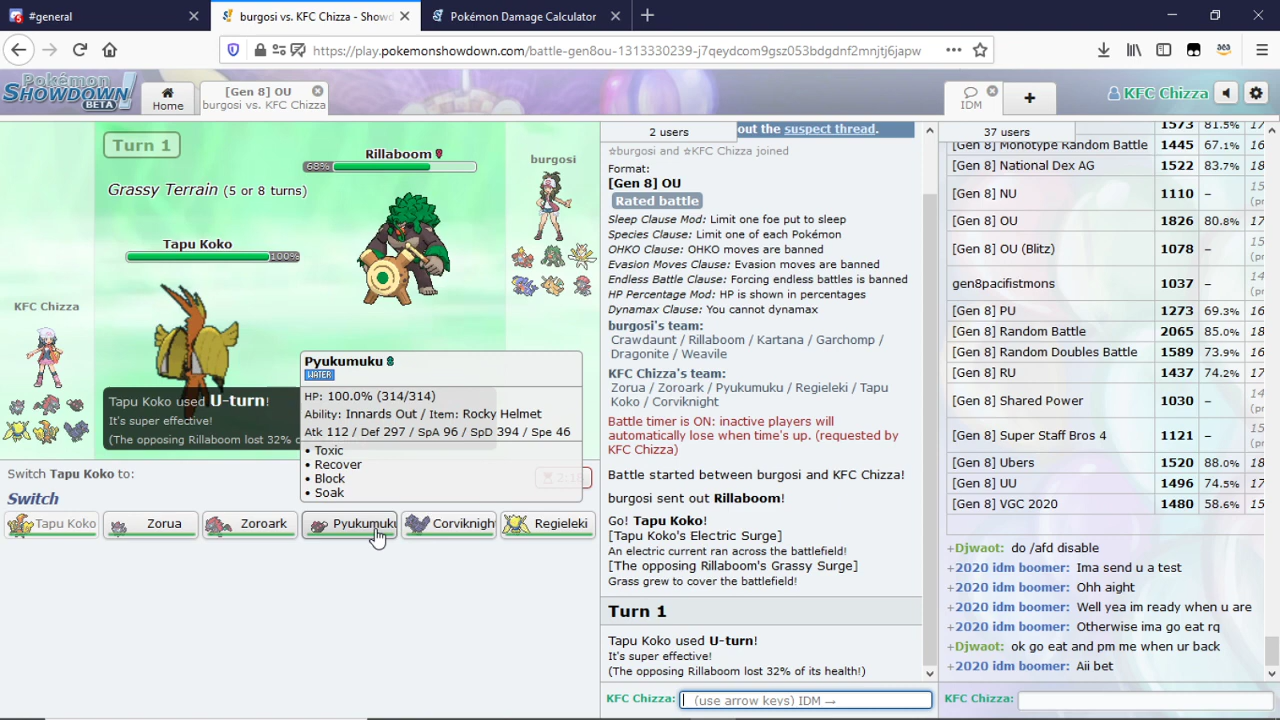 #general
burgosi vs. KFC Chizza - Showd
Pokémon Damage Calculator
https://play.pokemonshowdown.com/battle-gen8ou-1313330239-j7qeydcom9gsz053bdgdnf2mnjtj6japw
Pokémon
SHOWDOWN!
BETA
Home
[Gen 8] OU
burgosi vs. KFC Chizza
IDM
KFC Chizza
Turn 1
Grassy Terrain (5 or 8 turns)
Rillaboom
68%
Tapu Koko
100%
burgosi
KFC Chizza
Tapu Koko used U-turn!
It's super effective!
(The opposing Rillaboom lost 32% o
Pyukumuku
WATER
HP: 100.0% (314/314)
Ability: Innards Out / Item: Rocky Helmet
Atk 112 / Def 297 / SpA 96 / SpD 394 / Spe 46
• Toxic
• Recover
• Block
• Soak
Switch Tapu Koko to:
Switch
Tapu Koko
Zorua
Zoroark
Pyukumuku
Corviknigh
Regieleki
2 users
out the suspect thread.
☆burgosi and ☆KFC Chizza joined
Format:
[Gen 8] OU
Rated battle
Sleep Clause Mod: Limit one foe put to sleep
Species Clause: Limit one of each Pokémon
OHKO Clause: OHKO moves are banned
Evasion Moves Clause: Evasion moves are banned
Endless Battle Clause: Forcing endless battles is banned
HP Percentage Mod: HP is shown in percentages
Dynamax Clause: You cannot dynamax
burgosi's team:
Crawdaunt / Rillaboom / Kartana / Garchomp /
Dragonite / Weavile
KFC Chizza's team:
Zorua / Zoroark / Pyukumuku / Regieleki / Tapu
Koko / Corviknight
Battle timer is ON: inactive players will
automatically lose when time's up. (requested by
KFC Chizza)
Battle started between burgosi and KFC Chizza!
burgosi sent out Rillaboom!
Go! Tapu Koko!
[Tapu Koko's Electric Surge]
An electric current ran across the battlefield!
[The opposing Rillaboom's Grassy Surge]
Grass grew to cover the battlefield!
Turn 1
Tapu Koko used U-turn!
It's super effective!
(The opposing Rillaboom lost 32% of its health!)
KFC Chizza:
(use arrow keys) IDM →
37 users
1573 81.5% 17
[Gen 8] Monotype Random Battle 1445 67.1% 16
[Gen 8] National Dex AG 1522 83.7% 18
[Gen 8] NU 1110 –
[Gen 8] OU 1826 80.8% 17
[Gen 8] OU (Blitz) 1078 –
gen8pacifistmons 1037 –
[Gen 8] PU 1273 69.3% 16
[Gen 8] Random Battle 2065 85.0% 18
[Gen 8] Random Doubles Battle 1589 73.9% 16
[Gen 8] RU 1437 74.2% 17
[Gen 8] Shared Power 1030 –
[Gen 8] Super Staff Bros 4 1121 –
[Gen 8] Ubers 1520 88.0% 17
[Gen 8] UU 1496 74.5% 17
[Gen 8] VGC 2020 1480 58.6% 15
+Djwaot: do /afd disable
+2020 idm boomer: Ima send u a test
+2020 idm boomer: Ohh aight
+2020 idm boomer: Well yea im ready when u are
+2020 idm boomer: Otherwise ima go eat rq
+Djwaot: ok go eat and pm me when ur back
+2020 idm boomer: Aii bet
KFC Chizza: